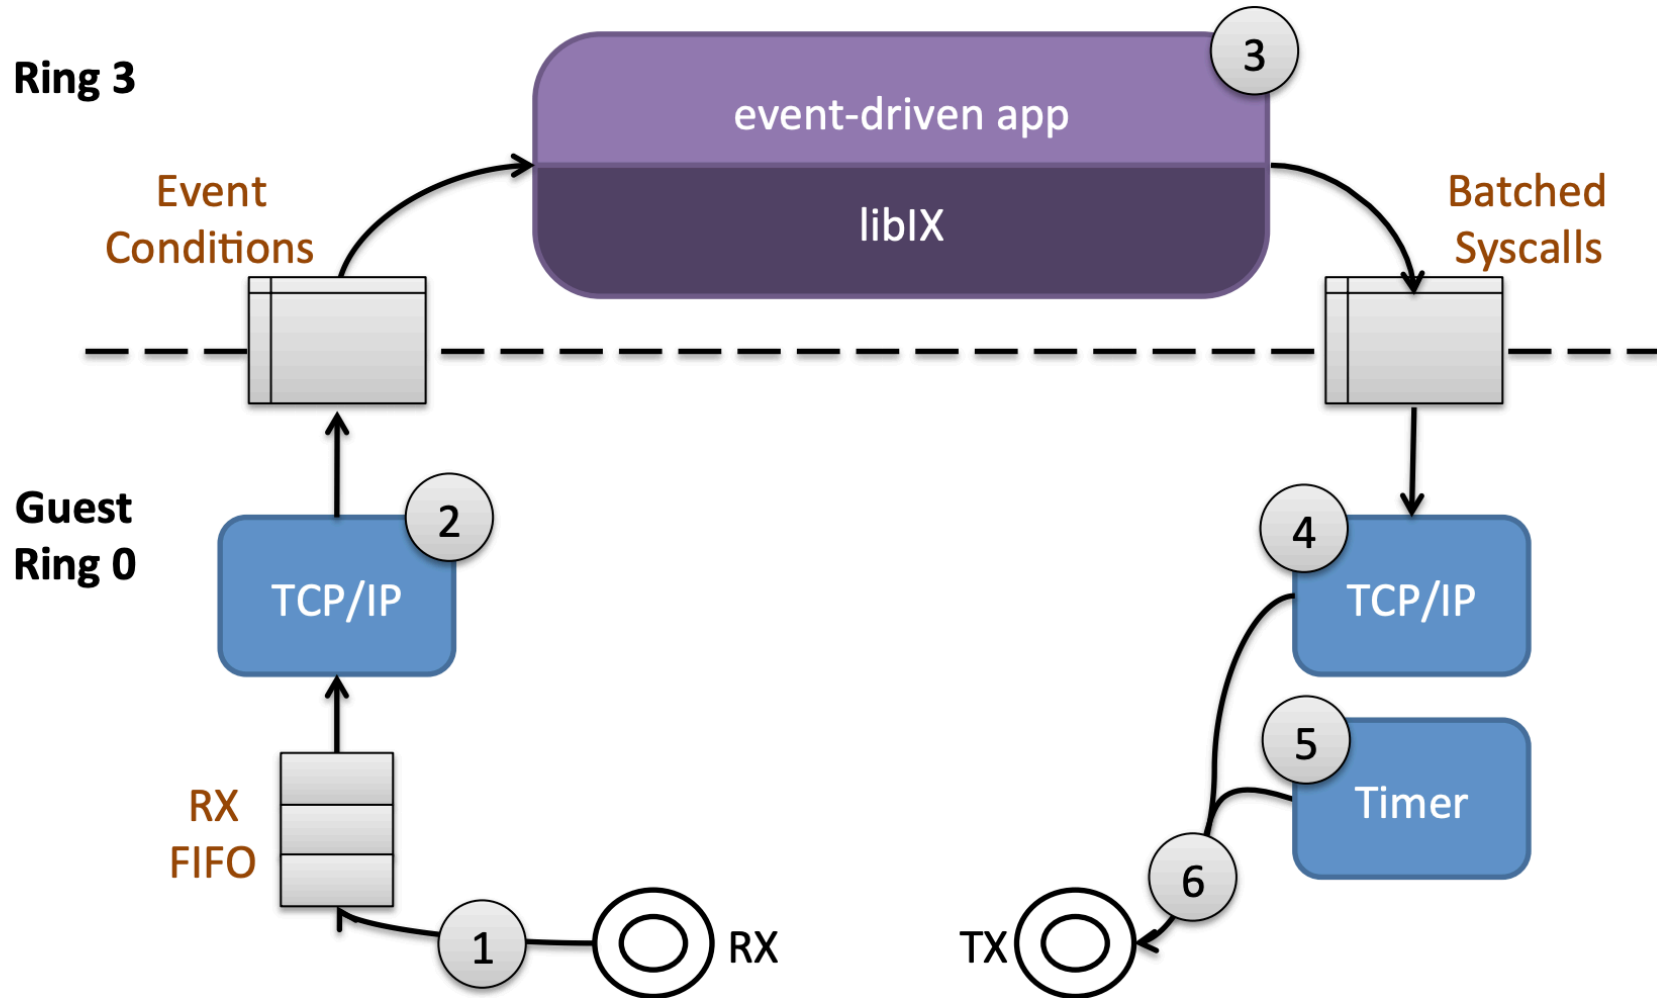 Ring 3
3
event-driven app
libIX
Event
Conditions
Batched
Syscalls
Guest
Ring 0
2
TCP/IP
4
TCP/IP
5
Timer
RX
FIFO
1
RX
TX
6